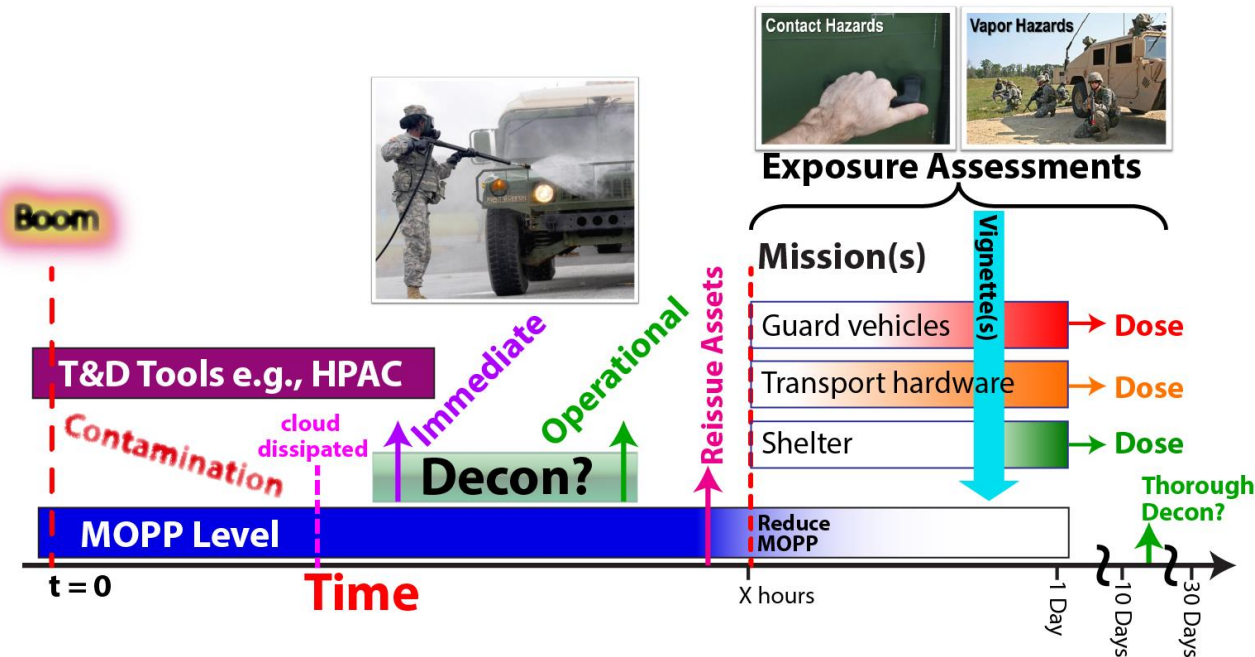 Contact Hazards
Vapor Hazards
Exposure Assessments
Boom
Mission(s)
Vignette(s)
Guard vehicles
Dose
Transport hardware
Dose
Shelter
Dose
T&D Tools e.g., HPAC
Contamination
cloud
dissipated
Immediate
Operational
Decon?
Reissue Assets
MOPP Level
Reduce
MOPP
Thorough
Decon?
t = 0
Time
X hours
1 Day
10 Days
30 Days